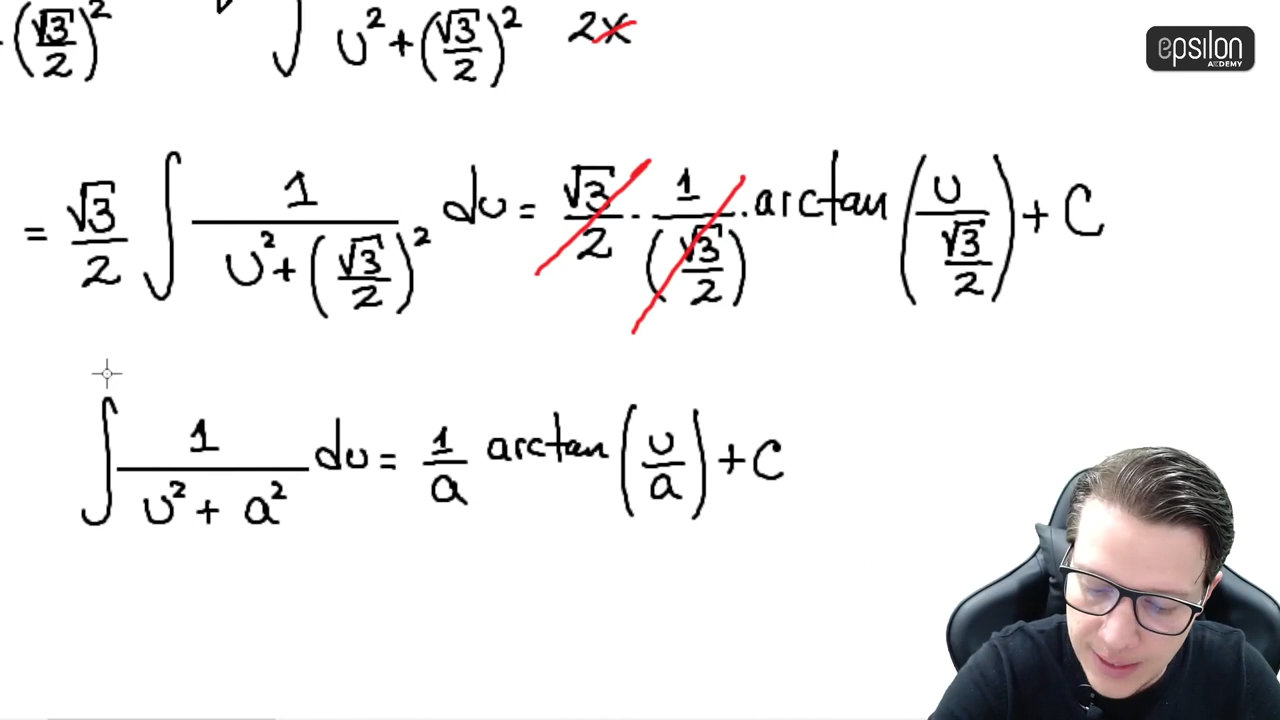 (√3/2)² ∫ u² + (√3/2)² 2x
epsilon
AXDEMY
= √3/2 ∫ 1/(u² + (√3/2)²) du = √3/2 · 1/(√3/2) · arctan(u/(√3/2)) + C
∫ 1/(u² + a²) du = 1/a arctan(u/a) + C